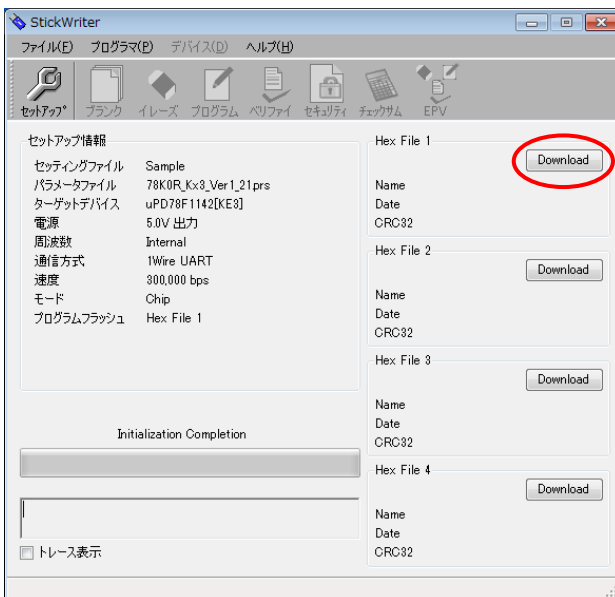 StickWriter
ファイル(F) プログラマ(P) デバイス(D) ヘルプ(H)
セットアップ ブランク イレーズ プログラム ベリファイ セキュリティ チェックサム EPV
セットアップ情報
セッティングファイル Sample
パラメータファイル 78K0R_Kx3_Ver1_21prs
ターゲットデバイス uPD78F1142[KE3]
電源 5.0V 出力
周波数 Internal
通信方式 1Wire UART
速度 300,000 bps
モード Chip
プログラムフラッシュ Hex File 1
Initialization Completion
トレース表示
Hex File 1
Download
Name
Date
CRC32
Hex File 2
Download
Name
Date
CRC32
Hex File 3
Download
Name
Date
CRC32
Hex File 4
Download
Name
Date
CRC32